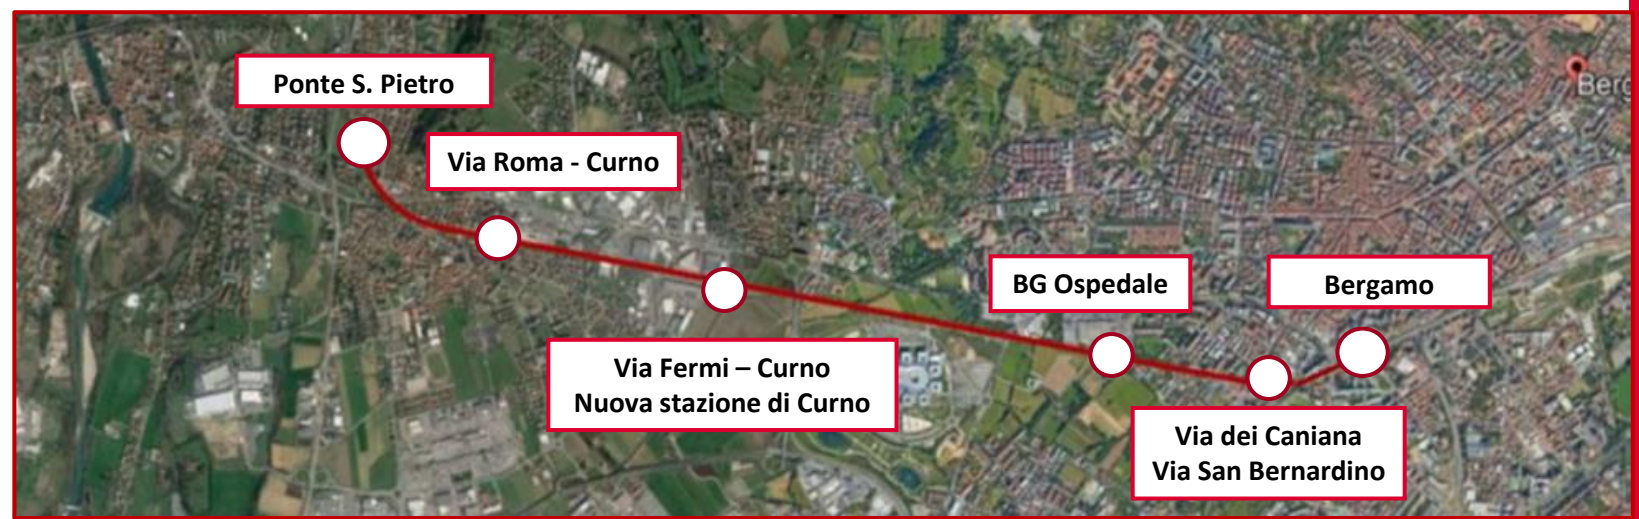 Ponte S. Pietro
Via Roma - Curno
Via Fermi – Curno
Nuova stazione di Curno
BG Ospedale
Bergamo
Via dei Caniana
Via San Bernardino